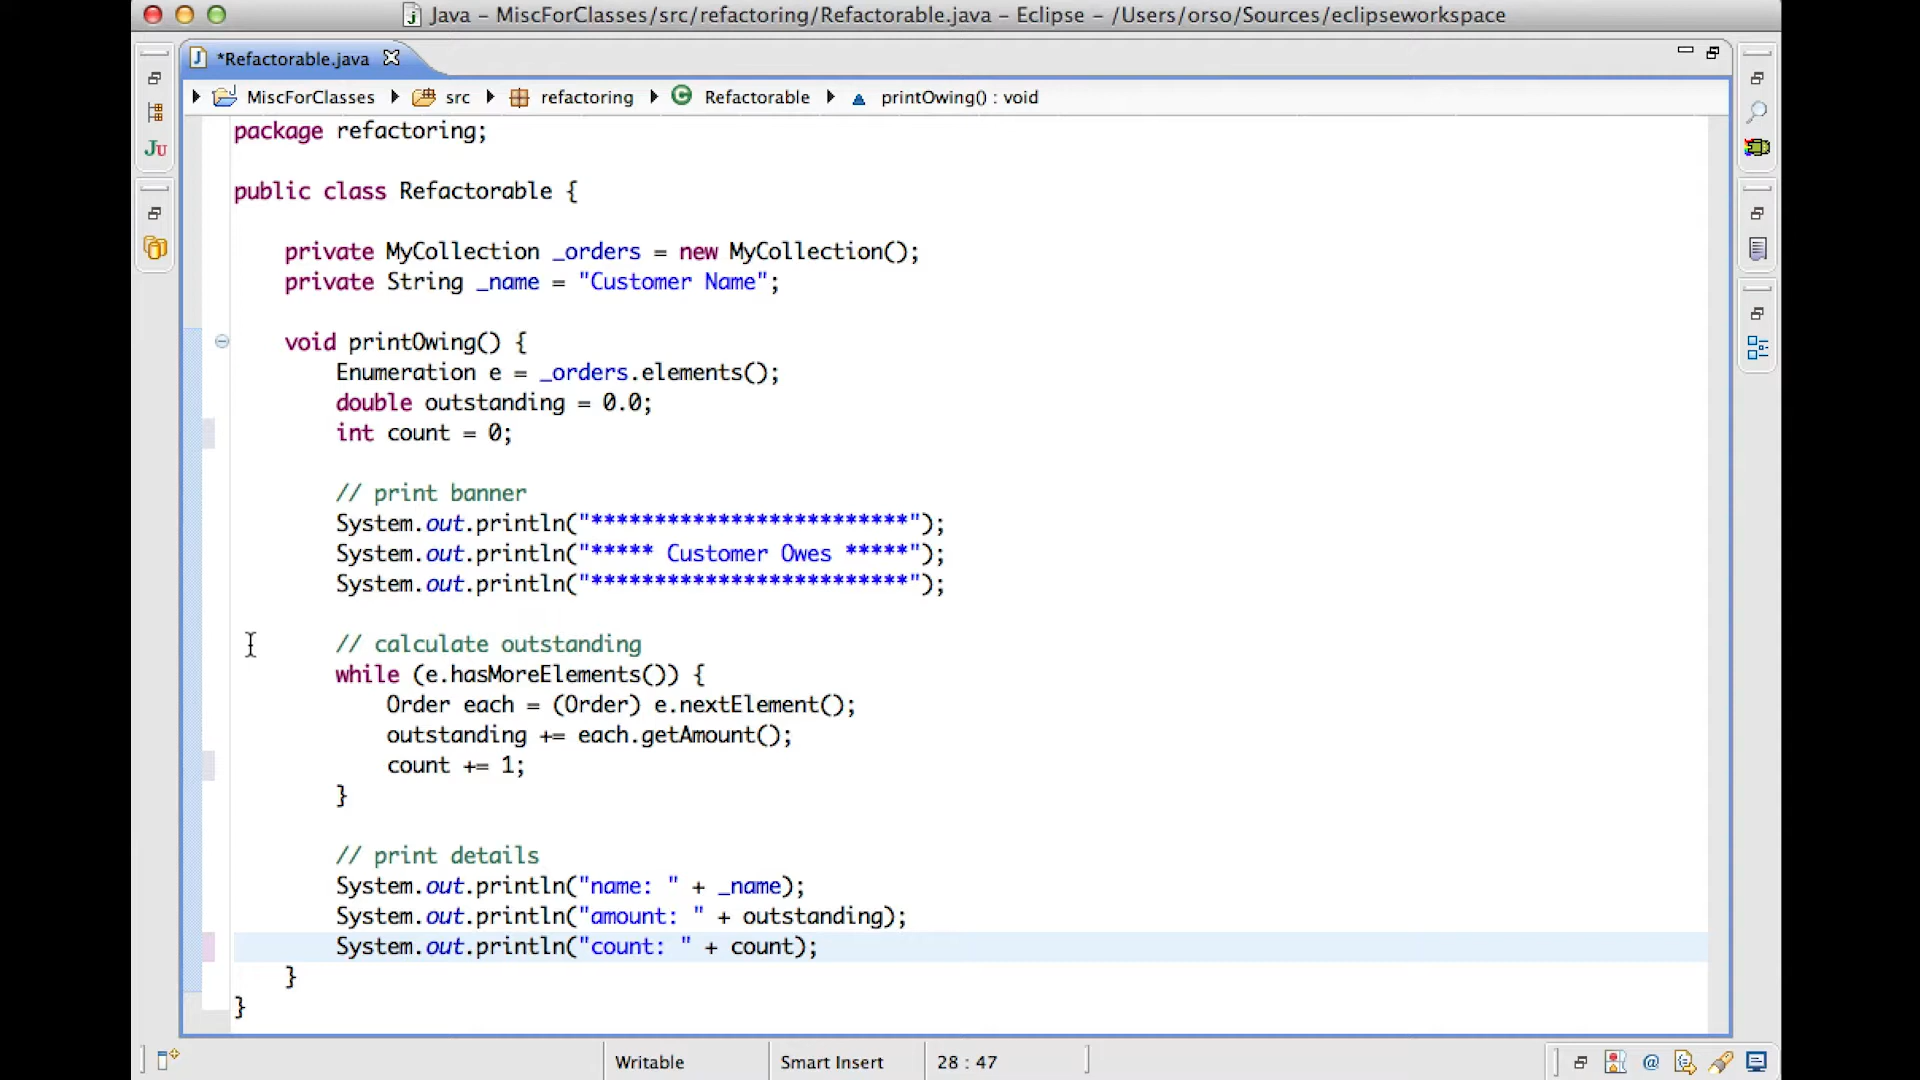 Java – MiscForClasses/src/refactoring/Refactorable.java – Eclipse – /Users/orso/Sources/eclipseworkspace
*Refactorable.java
MiscForClasses src refactoring Refactorable printOwing() : void
package refactoring;
public class Refactorable {
private MyCollection _orders = new MyCollection();
private String _name = "Customer Name";
void printOwing() {
Enumeration e = _orders.elements();
double outstanding = 0.0;
int count = 0;
// print banner
System.out.println("*************************");
System.out.println("***** Customer Owes *****");
System.out.println("*************************");
// calculate outstanding
while (e.hasMoreElements()) {
Order each = (Order) e.nextElement();
outstanding += each.getAmount();
count += 1;
}
// print details
System.out.println("name: " + _name);
System.out.println("amount: " + outstanding);
System.out.println("count: " + count);
}
}
Writable Smart Insert 28 : 47